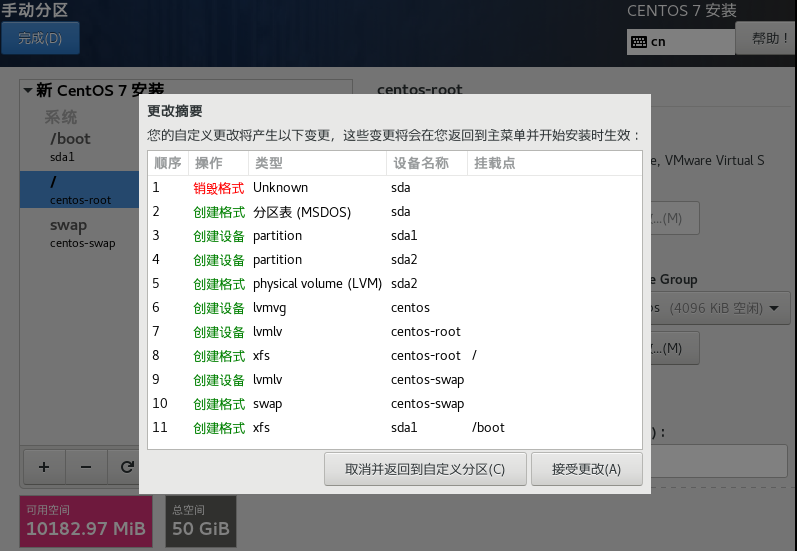 手动分区
CENTOS 7 安装
完成(D)
cn
帮助！
新 CentOS 7 安装
centos-root
系统
/boot
sda1
/
centos-root
swap
centos-swap
更改摘要
您的自定义更改将产生以下变更，这些变更将会在您返回到主菜单并开始安装时生效：
顺序 操作 类型 设备名称 挂载点
1 销毁格式 Unknown sda
2 创建格式 分区表 (MSDOS) sda
3 创建设备 partition sda1
4 创建设备 partition sda2
5 创建格式 physical volume (LVM) sda2
6 创建设备 lvmvg centos
7 创建设备 lvmlv centos-root
8 创建格式 xfs centos-root /
9 创建设备 lvmlv centos-swap
10 创建格式 swap centos-swap
11 创建格式 xfs sda1 /boot
, VMware Virtual S
...(M)
Group
(4096 KiB 空闲)
...(M)
) :
+ −
取消并返回到自定义分区(C)
接受更改(A)
可用空间
10182.97 MiB
总空间
50 GiB